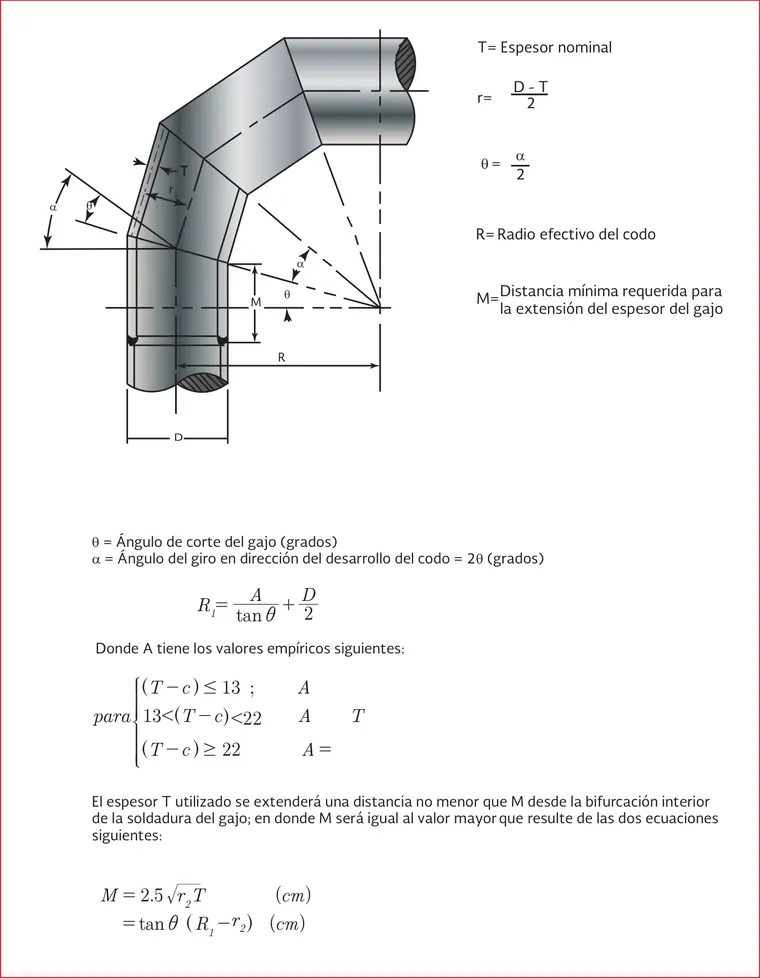 T= Espesor nominal
r= D - T / 2
θ = α / 2
R= Radio efectivo del codo
M= Distancia mínima requerida para
la extensión del espesor del gajo
T
r2
α
θ
α
θ
M
R
D
θ = Ángulo de corte del gajo (grados)
α = Ángulo del giro en dirección del desarrollo del codo = 2θ (grados)
R₁= A / tan θ + D / 2
Donde A tiene los valores empíricos siguientes:
(T − c) ≤ 13 ; A
para { 13<(T − c)<22 A T
(T − c) ≥ 22 A =
El espesor T utilizado se extenderá una distancia no menor que M desde la bifurcación interior
de la soldadura del gajo; en donde M será igual al valor mayor que resulte de las dos ecuaciones
siguientes:
M = 2.5 √r₂T (cm)
= tan θ (R₁ − r₂) (cm)